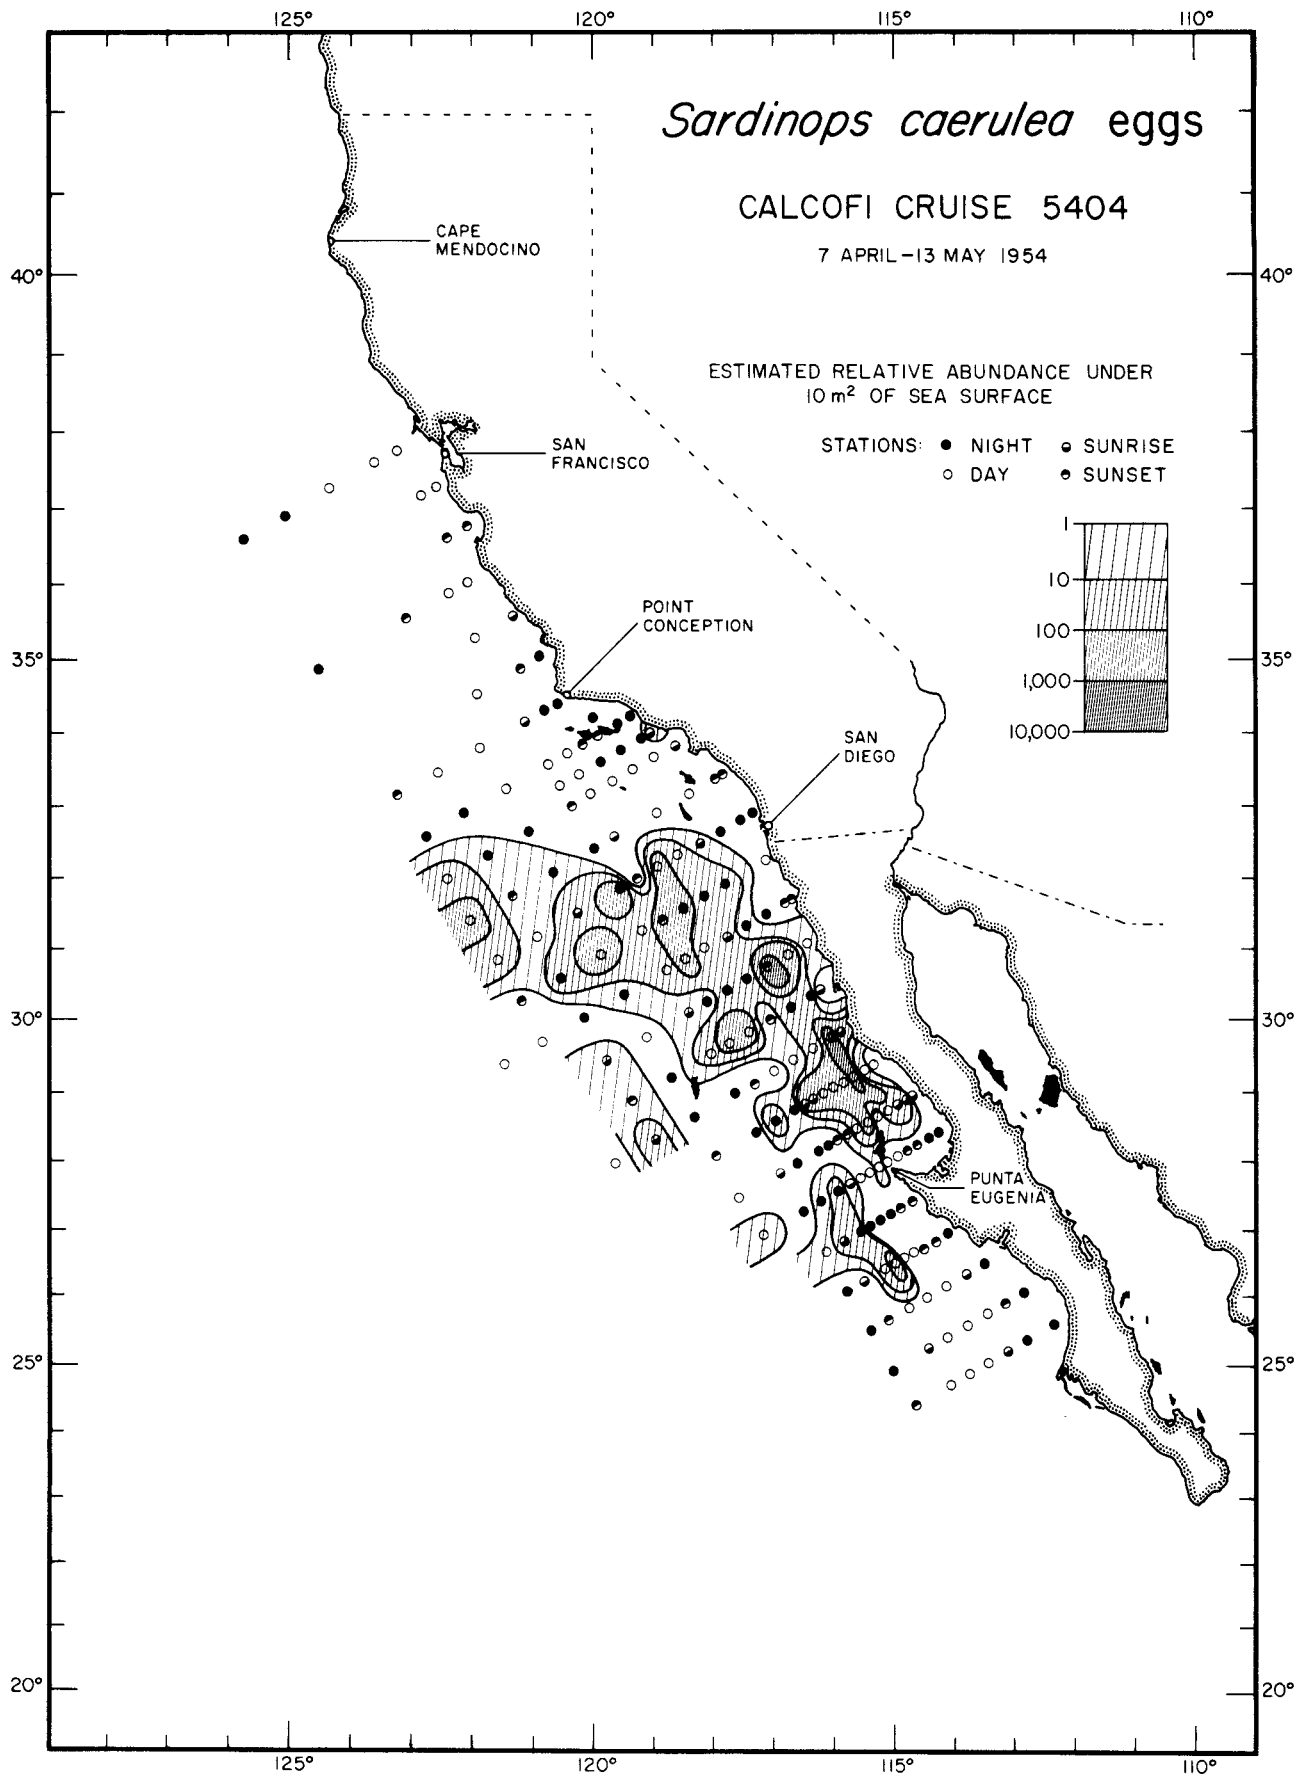 125° 120° 115° 110°
Sardinops caerulea eggs
CALCOFI CRUISE 5404
7 APRIL–13 MAY 1954
CAPE
MENDOCINO
40° 40°
ESTIMATED RELATIVE ABUNDANCE UNDER
10 m² OF SEA SURFACE
STATIONS: ● NIGHT ◒ SUNRISE
○ DAY ◓ SUNSET
SAN
FRANCISCO
1
10
100
1,000
10,000
POINT
CONCEPTION
35° 35°
SAN
DIEGO
30° 30°
PUNTA
EUGENIA
25° 25°
20° 20°
125° 120° 115° 110°